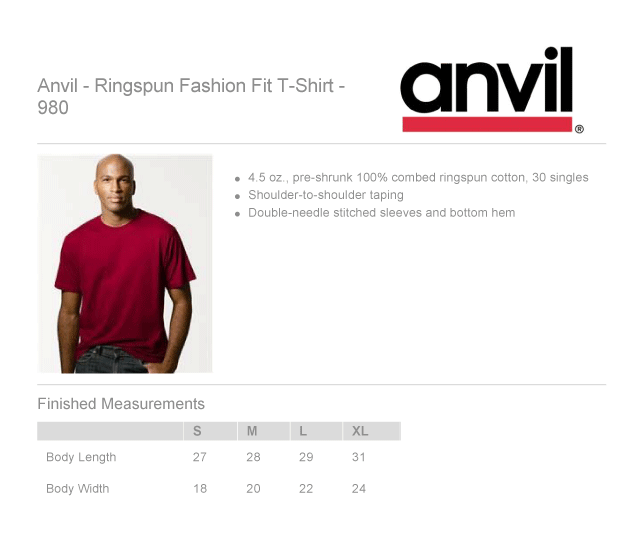 Anvil - Ringspun Fashion Fit T-Shirt -
980
anvil®
4.5 oz., pre-shrunk 100% combed ringspun cotton, 30 singles
Shoulder-to-shoulder taping
Double-needle stitched sleeves and bottom hem
Finished Measurements
S M L XL
Body Length 27 28 29 31
Body Width 18 20 22 24